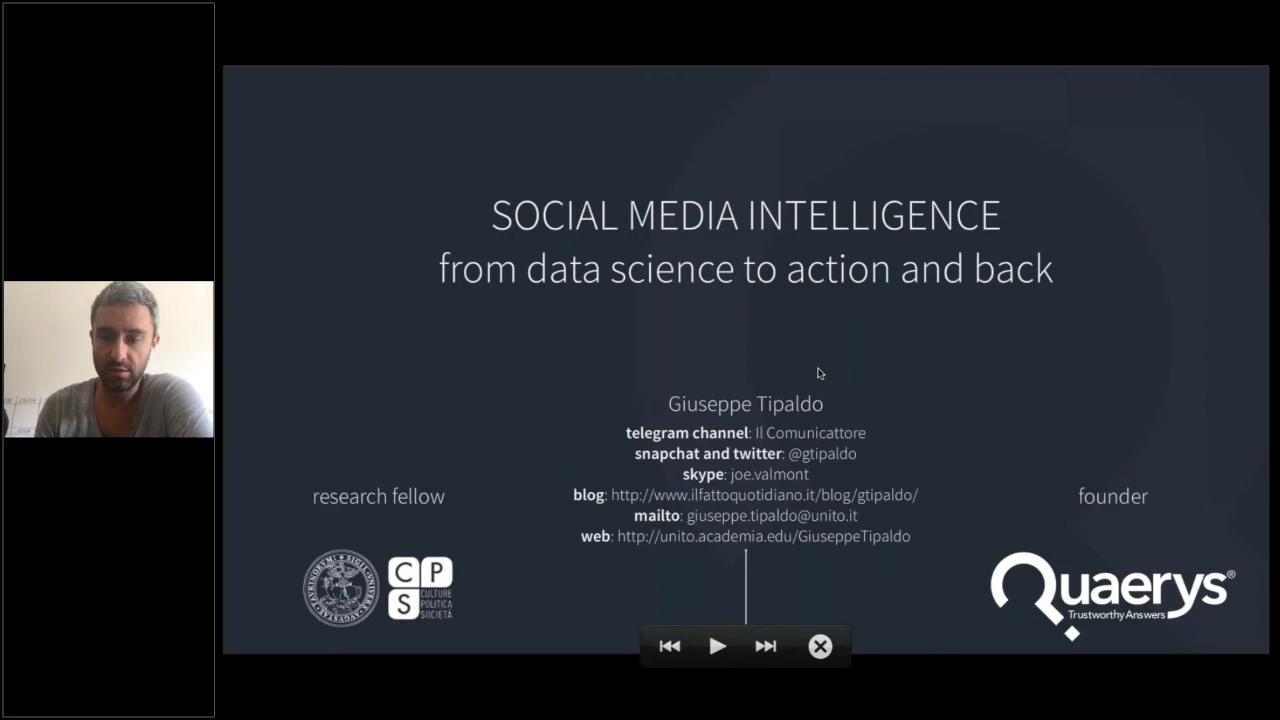 SOCIAL MEDIA INTELLIGENCE
from data science to action and back
Giuseppe Tipaldo
telegram channel: Il Comunicattore
snapchat and twitter: @gtipaldo
skype: joe.valmont
blog: http://www.ilfattoquotidiano.it/blog/gtipaldo/
mailto: giuseppe.tipaldo@unito.it
web: http://unito.academia.edu/GiuseppeTipaldo
research fellow
CPS
CULTURE
POLITICA
SOCIETÀ
founder
Quaerys®
Trustworthy Answers